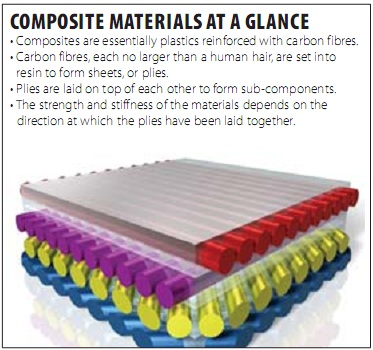 COMPOSITE MATERIALS AT A GLANCE
• Composites are essentially plastics reinforced with carbon fibres.
• Carbon fibres, each no larger than a human hair, are set into
resin to form sheets, or plies.
• Plies are laid on top of each other to form sub-components.
• The strength and stiffness of the materials depends on the
direction at which the plies have been laid together.